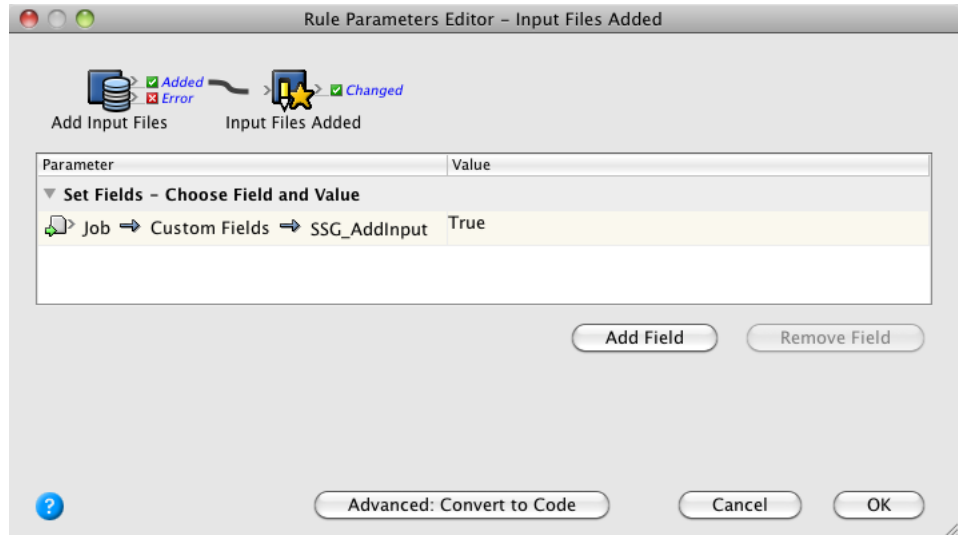 Rule Parameters Editor – Input Files Added
Added
Error
Changed
Add Input Files
Input Files Added
Parameter
Value
Set Fields – Choose Field and Value
Job ➾ Custom Fields ➾ SSG_AddInput
True
Add Field
Remove Field
?
Advanced: Convert to Code
Cancel
OK